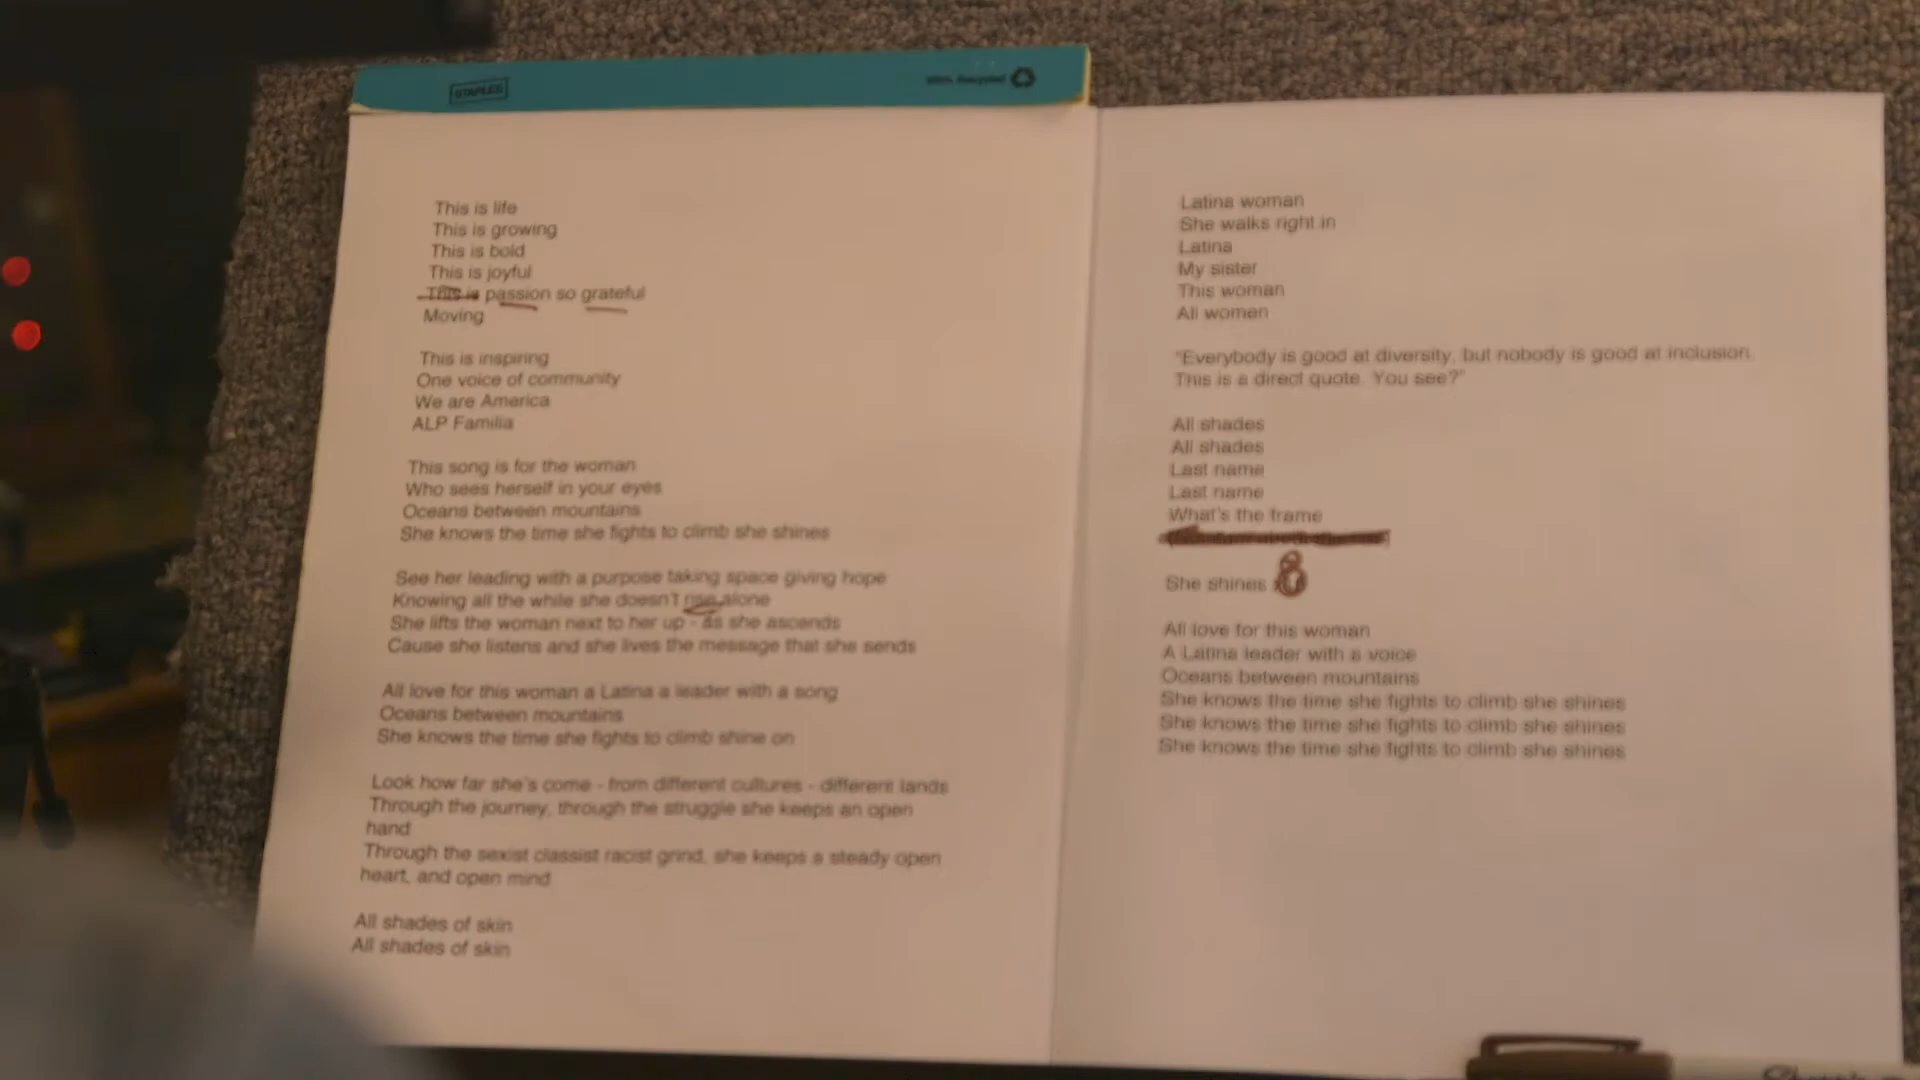 STAPLES
100% Recycled
This is life
This is growing
This is bold
This is joyful
This is passion so grateful
Moving
This is inspiring
One voice of community
We are America
ALP Familia
This song is for the woman
Who sees herself in your eyes
Oceans between mountains
She knows the time she fights to climb she shines
See her leading with a purpose taking space giving hope
Knowing all the while she doesn't rise alone
She lifts the woman next to her up - as she ascends
Cause she listens and she lives the message that she sends
All love for this woman a Latina a leader with a song
Oceans between mountains
She knows the time she fights to climb shine on
Look how far she's come - from different cultures - different lands
Through the journey, through the struggle she keeps an open
hand
Through the sexist classist racist grind, she keeps a steady open
heart, and open mind
All shades of skin
All shades of skin
Latina woman
She walks right in
Latina
My sister
This woman
All women
"Everybody is good at diversity, but nobody is good at inclusion.
This is a direct quote. You see?"
All shades
All shades
Last name
Last name
What's the frame
She shines x8
All love for this woman
A Latina leader with a voice
Oceans between mountains
She knows the time she fights to climb she shines
She knows the time she fights to climb she shines
She knows the time she fights to climb she shines